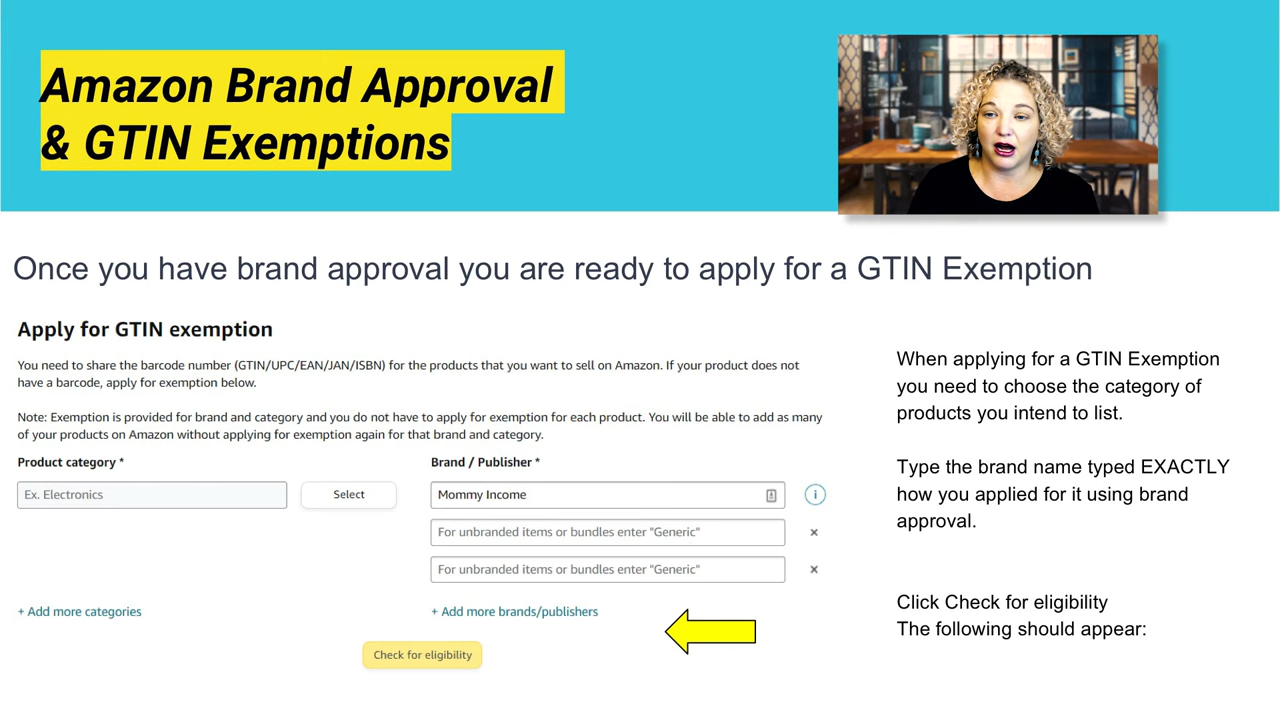 Amazon Brand Approval
& GTIN Exemptions
Once you have brand approval you are ready to apply for a GTIN Exemption
Apply for GTIN exemption
You need to share the barcode number (GTIN/UPC/EAN/JAN/ISBN) for the products that you want to sell on Amazon. If your product does not
have a barcode, apply for exemption below.
Note: Exemption is provided for brand and category and you do not have to apply for exemption for each product. You will be able to add as many
of your products on Amazon without applying for exemption again for that brand and category.
Product category *
Brand / Publisher *
Ex. Electronics
Select
Mommy Income
i
For unbranded items or bundles enter "Generic"
×
For unbranded items or bundles enter "Generic"
×
+ Add more categories
+ Add more brands/publishers
Check for eligibility
When applying for a GTIN Exemption
you need to choose the category of
products you intend to list.
Type the brand name typed EXACTLY
how you applied for it using brand
approval.
Click Check for eligibility
The following should appear: